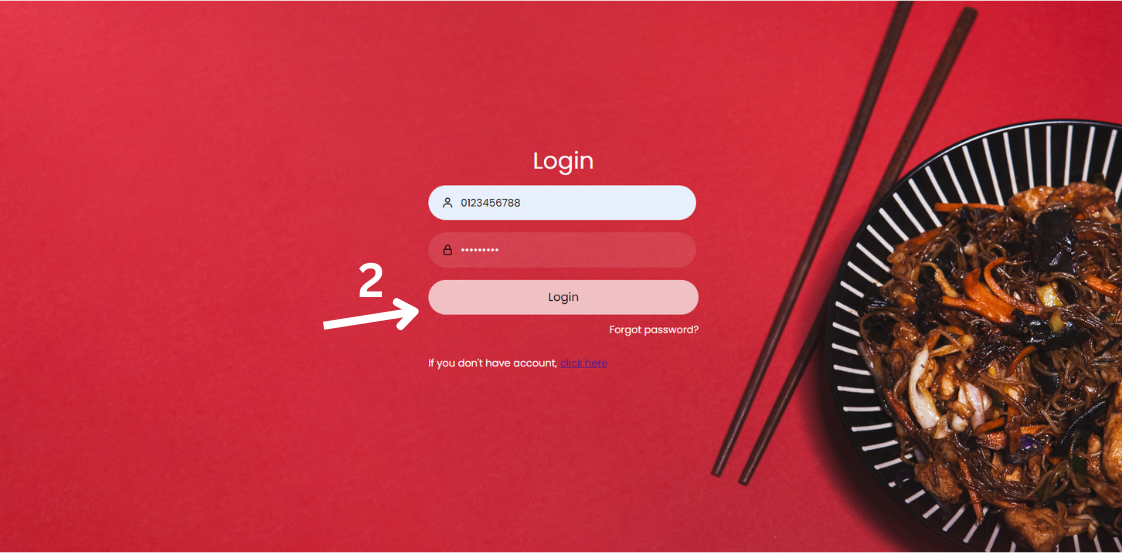 Login
0123456788
•••••••••
2
Login
Forgot password?
If you don't have account, click here